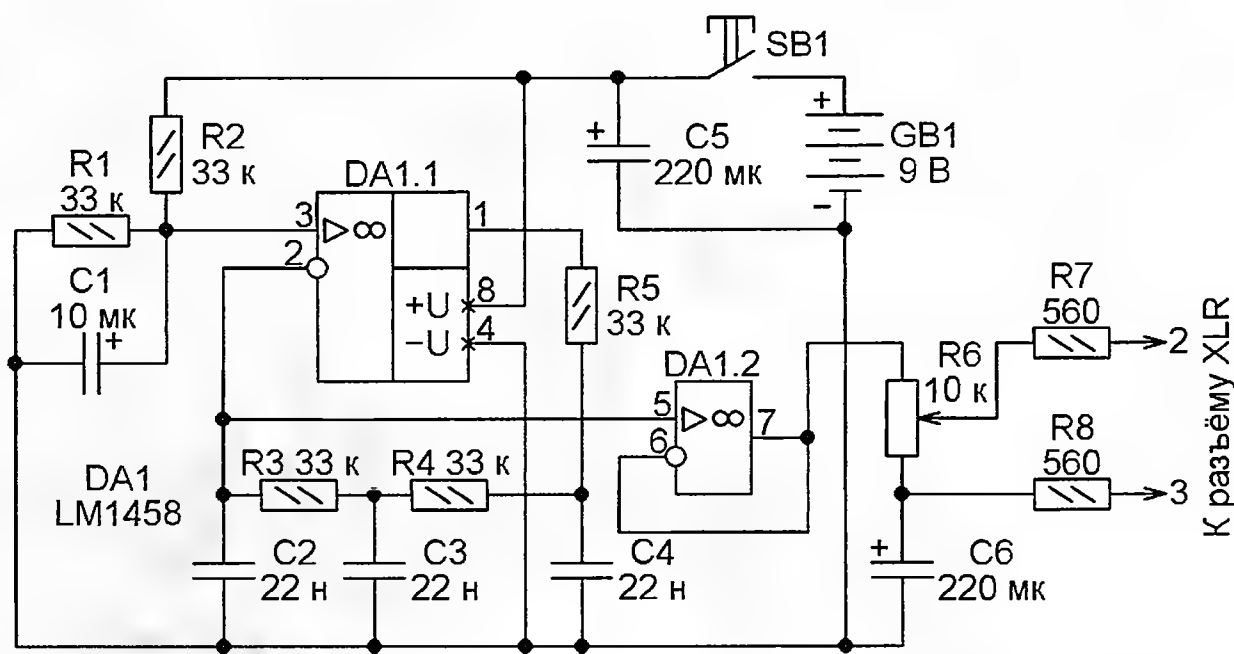 SB1
R2
33 к
R1
33 к
C1
10 мк
+
DA1.1
3
2
▷∞
1
+U
8
−U
4
+
C5
220 мк
+
GB1
9 В
−
R5
33 к
DA1.2
5
6
▷∞
7
R6
10 к
R7
560
2
R8
560
3
К разъёму XLR
DA1
LM1458
R3 33 к
R4 33 к
C2
22 н
C3
22 н
C4
22 н
+
C6
220 мк